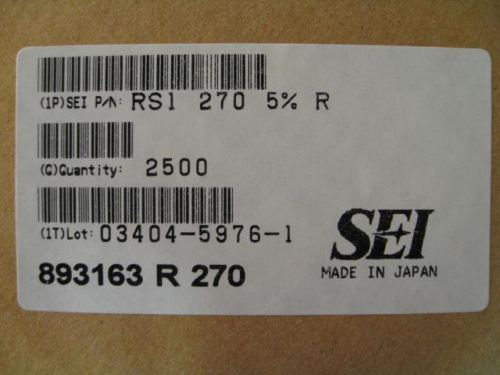 (1P)SEI P/N: RS1 270 5% R
(Q)Quantity: 2500
(1T)Lot: 03404-5976-1
893163 R 270
SEI
MADE IN JAPAN